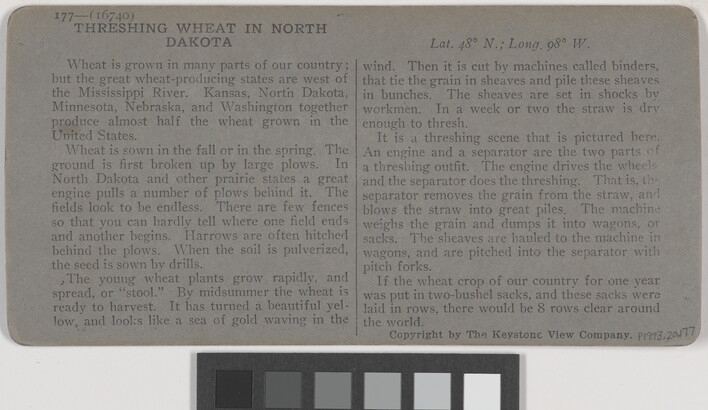 177—(16740)
THRESHING WHEAT IN NORTH
DAKOTA
Wheat is grown in many parts of our country;
but the great wheat-producing states are west of
the Mississippi River. Kansas, North Dakota,
Minnesota, Nebraska, and Washington together
produce almost half the wheat grown in the
United States.
Wheat is sown in the fall or in the spring. The
ground is first broken up by large plows. In
North Dakota and other prairie states a great
engine pulls a number of plows behind it. The
fields look to be endless. There are few fences
so that you can hardly tell where one field ends
and another begins. Harrows are often hitched
behind the plows. When the soil is pulverized,
the seed is sown by drills.
The young wheat plants grow rapidly, and
spread, or "stool." By midsummer the wheat is
ready to harvest. It has turned a beautiful yel-
low, and looks like a sea of gold waving in the
Lat. 48° N.; Long. 98° W.
wind. Then it is cut by machines called binders,
that tie the grain in sheaves and pile these sheaves
in bunches. The sheaves are set in shocks by
workmen. In a week or two the straw is dry
enough to thresh.
It is a threshing scene that is pictured here.
An engine and a separator are the two parts of
a threshing outfit. The engine drives the wheels
and the separator does the threshing. That is, the
separator removes the grain from the straw, and
blows the straw into great piles. The machine
weighs the grain and dumps it into wagons, or
sacks. The sheaves are hauled to the machine in
wagons, and are pitched into the separator with
pitch forks.
If the wheat crop of our country for one year
was put in two-bushel sacks, and these sacks were
laid in rows, there would be 8 rows clear around
the world.
Copyright by The Keystone View Company.
P1993.20477